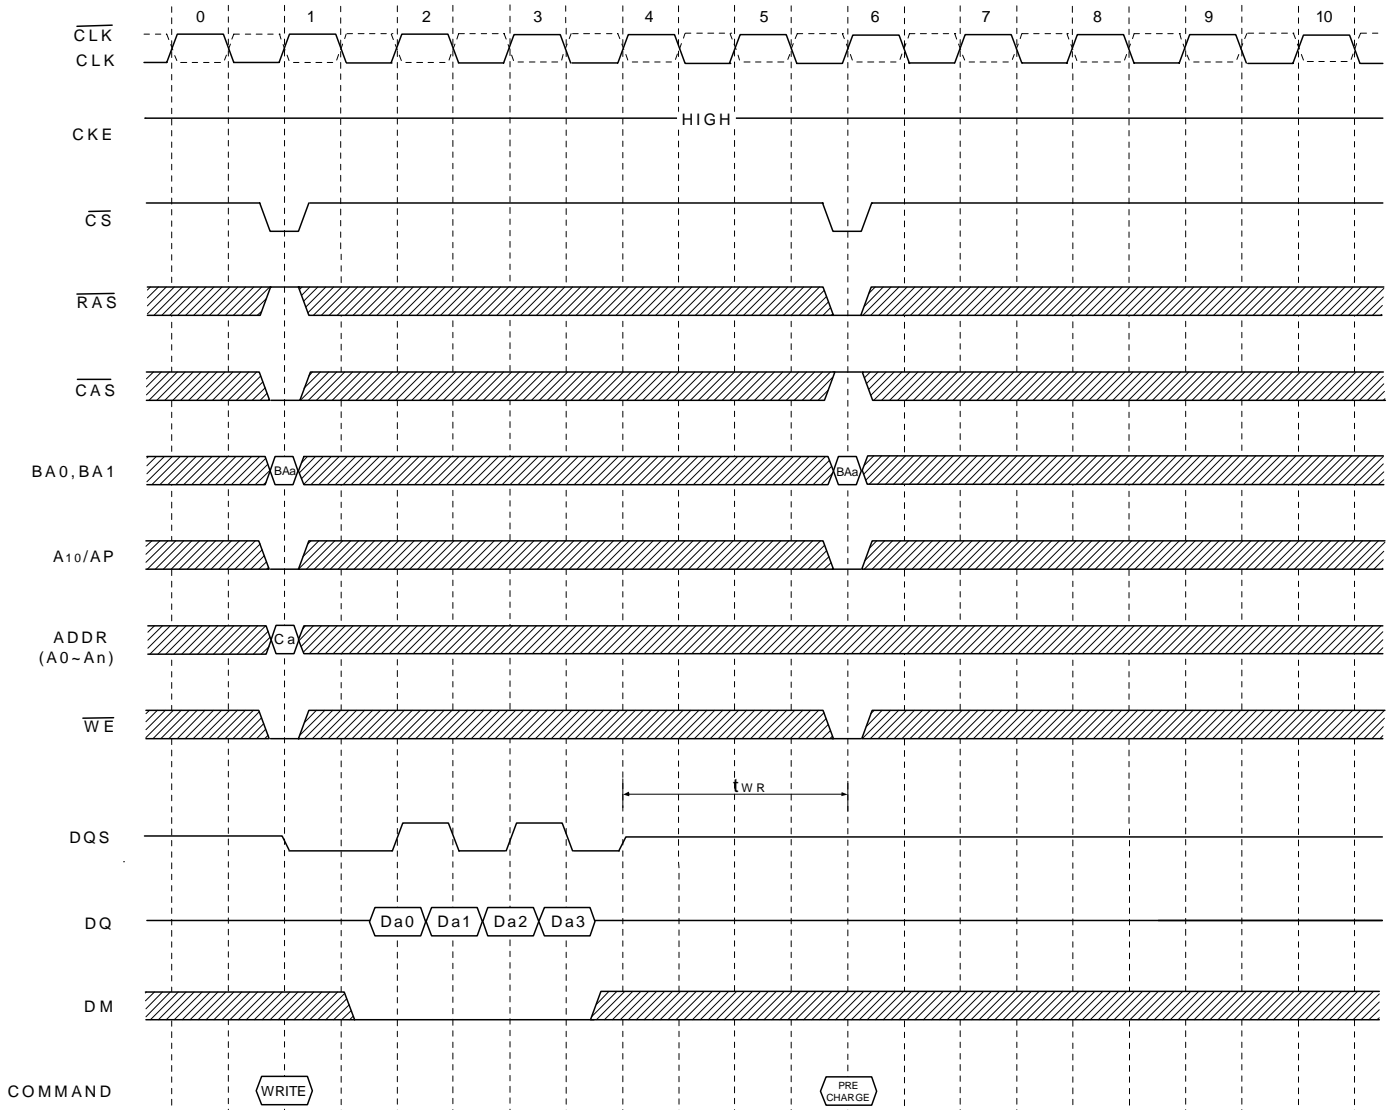 0 1 2 3 4 5 6 7 8 9 10
CLK
CLK
HIGH
CKE
CS
RAS
CAS
BA0,BA1 BAa BAa
A10/AP
ADDR Ca
(A0~An)
WE
tWR
DQS
DQ Da0 Da1 Da2 Da3
DM
COMMAND WRITE PRE
CHARGE